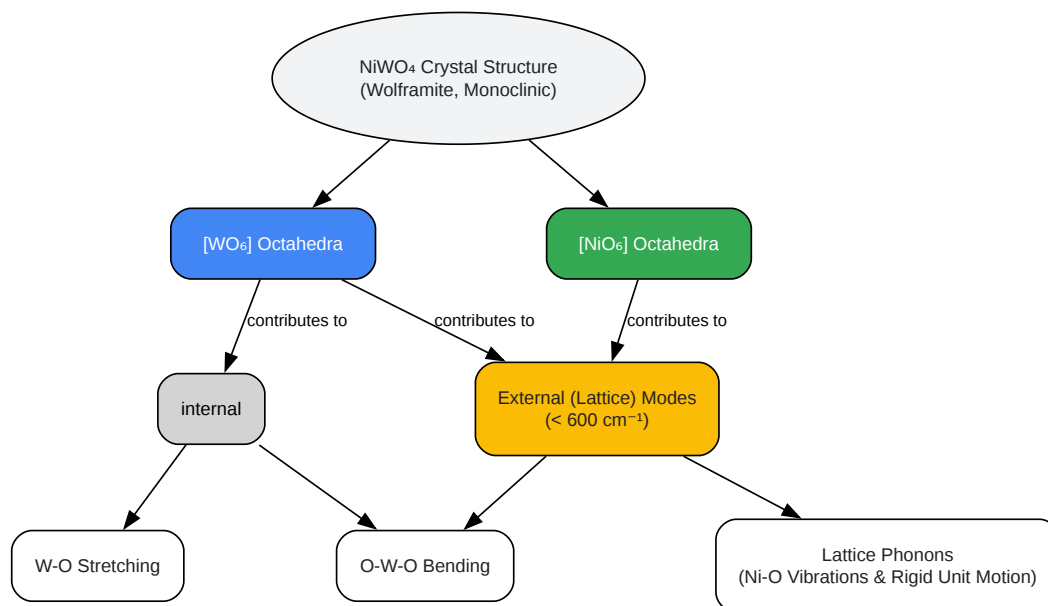 NiWO₄ Crystal Structure
(Wolframite, Monoclinic)
[WO₆] Octahedra
[NiO₆] Octahedra
contributes to
contributes to
contributes to
internal
External (Lattice) Modes
(< 600 cm⁻¹)
W-O Stretching
O-W-O Bending
Lattice Phonons
(Ni-O Vibrations & Rigid Unit Motion)